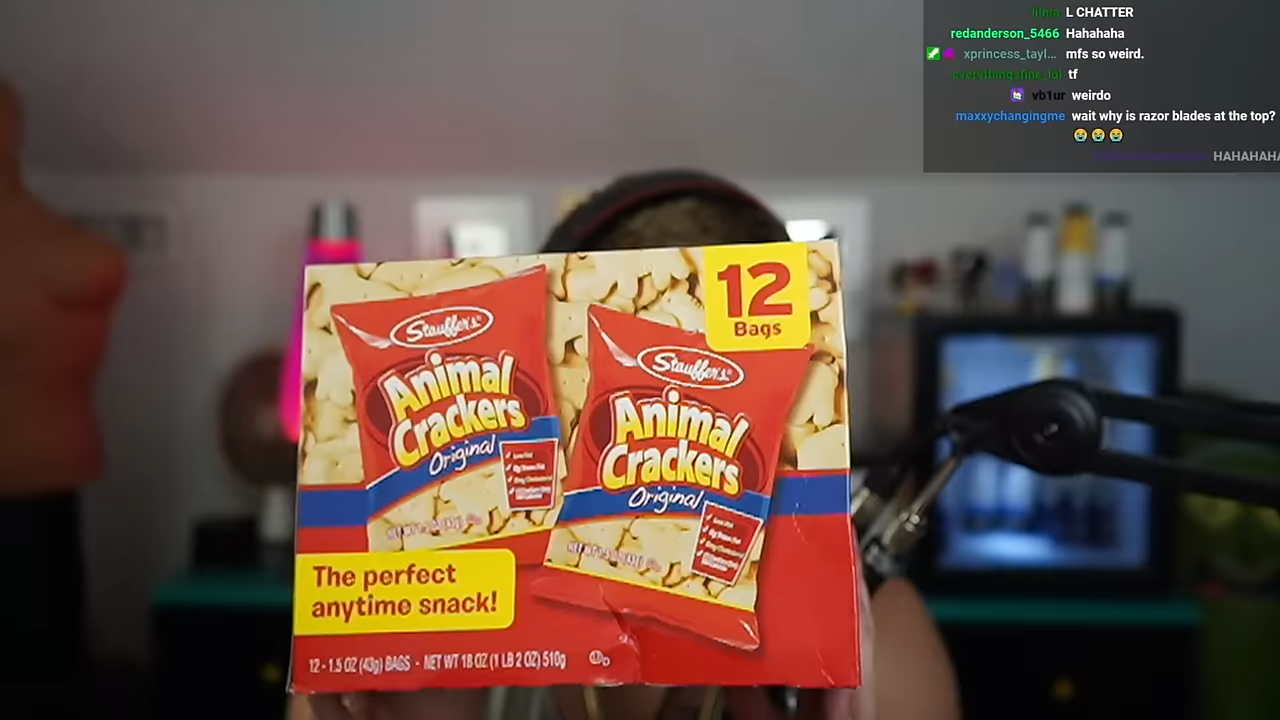 L CHATTER
redanderson_5466 Hahahaha
xprincess_tayl... mfs so weird.
everythingsfine_lol tf
vb1ur weirdo
maxxychangingme wait why is razor blades at the top?
😭😭😭
HAHAHAHA
12
Bags
Stauffer's
Animal
Crackers
Original
Stauffer's
Animal
Crackers
Original
The perfect
anytime snack!
12 - 1.5 OZ (43g) BAGS - NET WT 18 OZ (1 LB 2 OZ) 510g